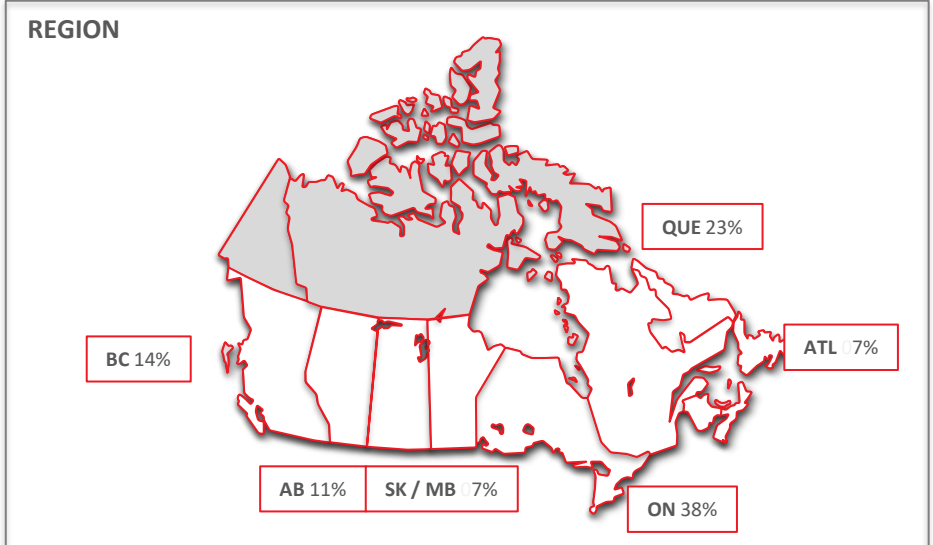 REGION
QUE 23%
ATL 07%
BC 14%
AB 11%
SK / MB 07%
ON 38%